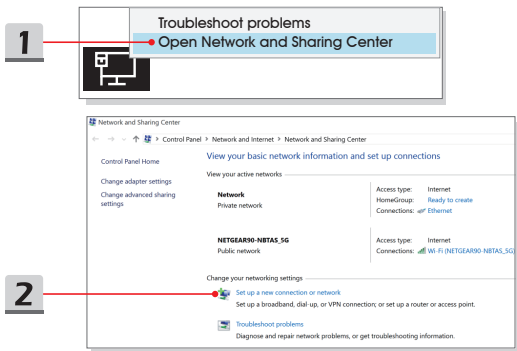 1
Troubleshoot problems
Open Network and Sharing Center
Network and Sharing Center
Control Panel > Network and Internet > Network and Sharing Center
Control Panel Home
Change adapter settings
Change advanced sharing
settings
View your basic network information and set up connections
View your active networks
Network
Private network
Access type: Internet
HomeGroup: Ready to create
Connections: Ethernet
NETGEAR90-NBTAS_5G
Public network
Access type: Internet
Connections: Wi-Fi (NETGEAR90-NBTAS_5G)
Change your networking settings
2
Set up a new connection or network
Set up a broadband, dial-up, or VPN connection; or set up a router or access point.
Troubleshoot problems
Diagnose and repair network problems, or get troubleshooting information.